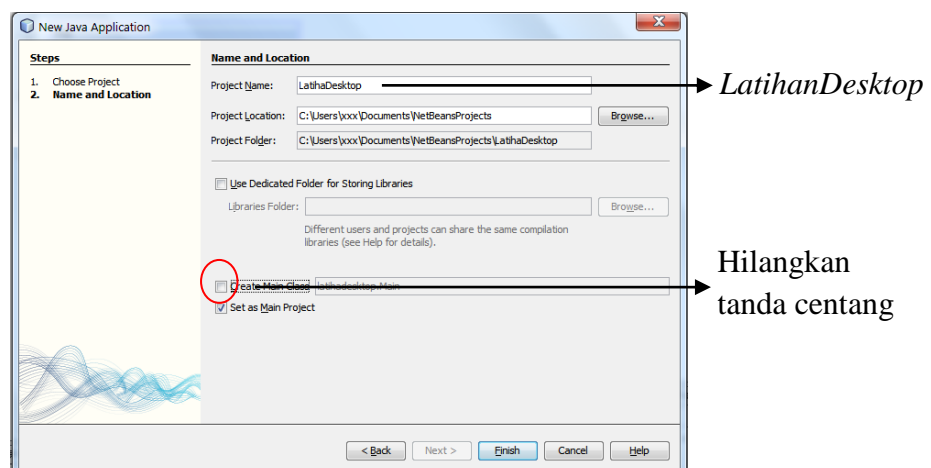 New Java Application
Steps
1. Choose Project
2. Name and Location
Name and Location
Project Name: LatihaDesktop
LatihanDesktop
Project Location: C:\Users\xxx\Documents\NetBeansProjects Browse...
Project Folder: C:\Users\xxx\Documents\NetBeansProjects\LatihaDesktop
Use Dedicated Folder for Storing Libraries
Libraries Folder: Browse...
Different users and projects can share the same compilation
libraries (see Help for details).
Create Main Class latihadesktop.Main
Hilangkan
tanda centang
Set as Main Project
< Back Next > Finish Cancel Help